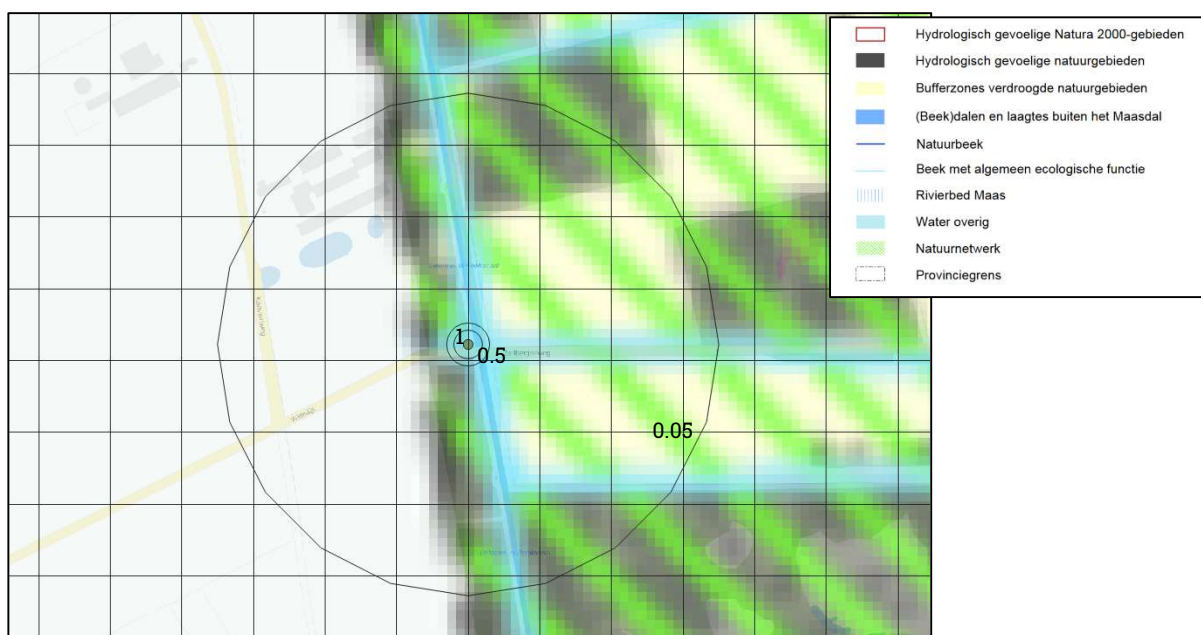 Hydrologisch gevoelige Natura 2000-gebieden
Hydrologisch gevoelige natuurgebieden
Bufferzones verdroogde natuurgebieden
(Beek)dalen en laagtes buiten het Maasdal
Natuurbeek
Beek met algemeen ecologische functie
Rivierbed Maas
Water overig
Natuurnetwerk
Provinciegrens
1
0.5
0.05